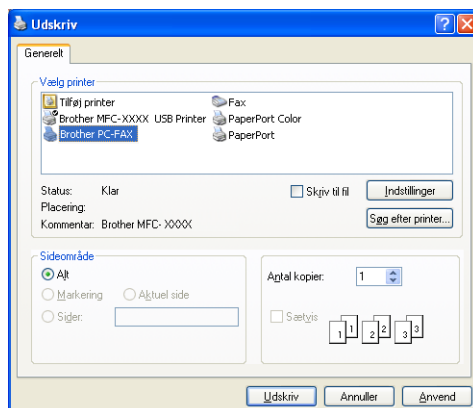 Udskriv
Generelt
Vælg printer
Tilføj printer
Brother MFC-XXXX USB Printer
Brother PC-FAX
Fax
PaperPort Color
PaperPort
Status: Klar
Placering:
Kommentar: Brother MFC- XXXX
Skriv til fil
Indstillinger
Søg efter printer...
Sideområde
Alt
Markering
Aktuel side
Sider:
Antal kopier: 1
Sætvis
1 1 2 2 3 3
Udskriv
Annuller
Anvend